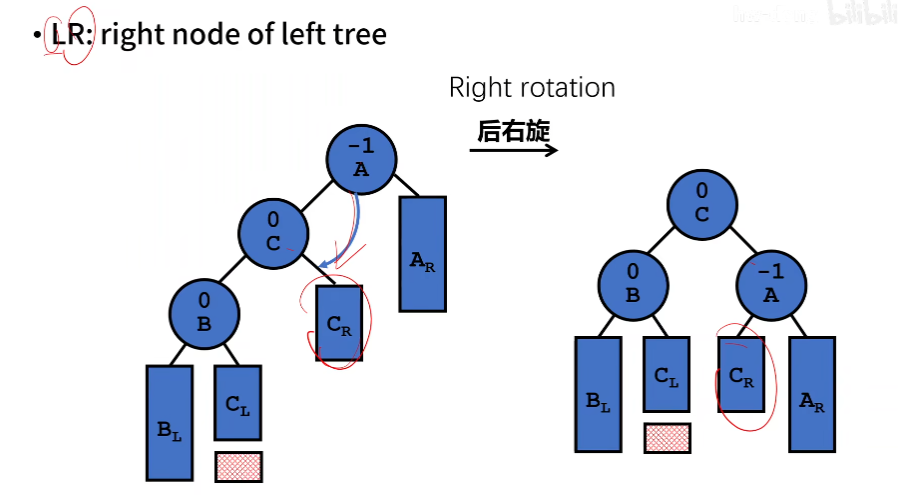 • LR: right node of left tree
bilibili
Right rotation
后右旋
-1
A
0
C
A_R
0
B
C_R
B_L
C_L
0
C
0
B
-1
A
B_L
C_L
C_R
A_R